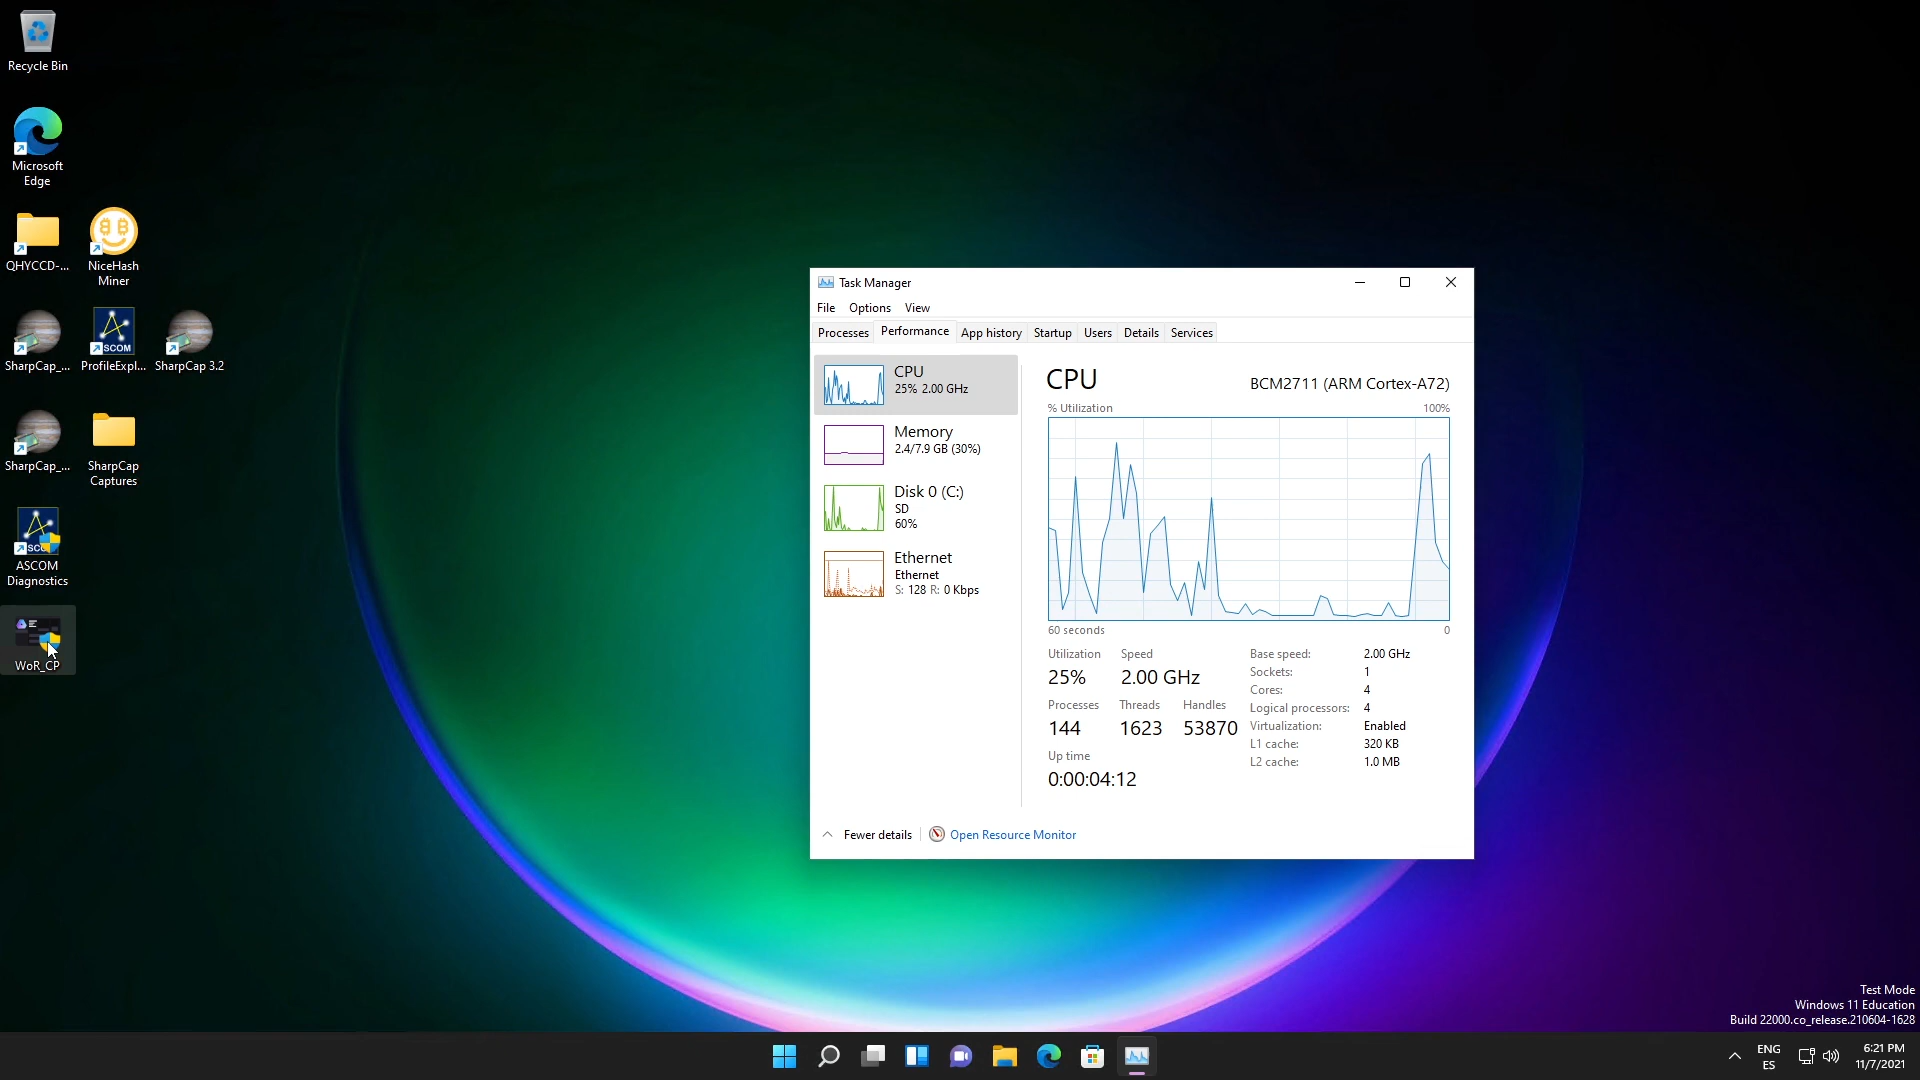 Recycle Bin
Microsoft
Edge
QHYCCD-...
NiceHash
Miner
SharpCap_...
ProfileExpl...
SharpCap 3.2
SharpCap_...
SharpCap
Captures
ASCOM
Diagnostics
WoR_CP
Task Manager
File Options View
Processes Performance App history Startup Users Details Services
CPU
25% 2.00 GHz
Memory
2.4/7.9 GB (30%)
Disk 0 (C:)
SD
60%
Ethernet
Ethernet
S: 128 R: 0 Kbps
CPU
BCM2711 (ARM Cortex-A72)
% Utilization 100%
60 seconds 0
Utilization Speed
25% 2.00 GHz
Processes Threads Handles
144 1623 53870
Up time
0:00:04:12
Base speed: 2.00 GHz
Sockets: 1
Cores: 4
Logical processors: 4
Virtualization: Enabled
L1 cache: 320 KB
L2 cache: 1.0 MB
Fewer details
Open Resource Monitor
Test Mode
Windows 11 Education
Build 22000.co_release.210604-1628
ENG
ES
6:21 PM
11/7/2021